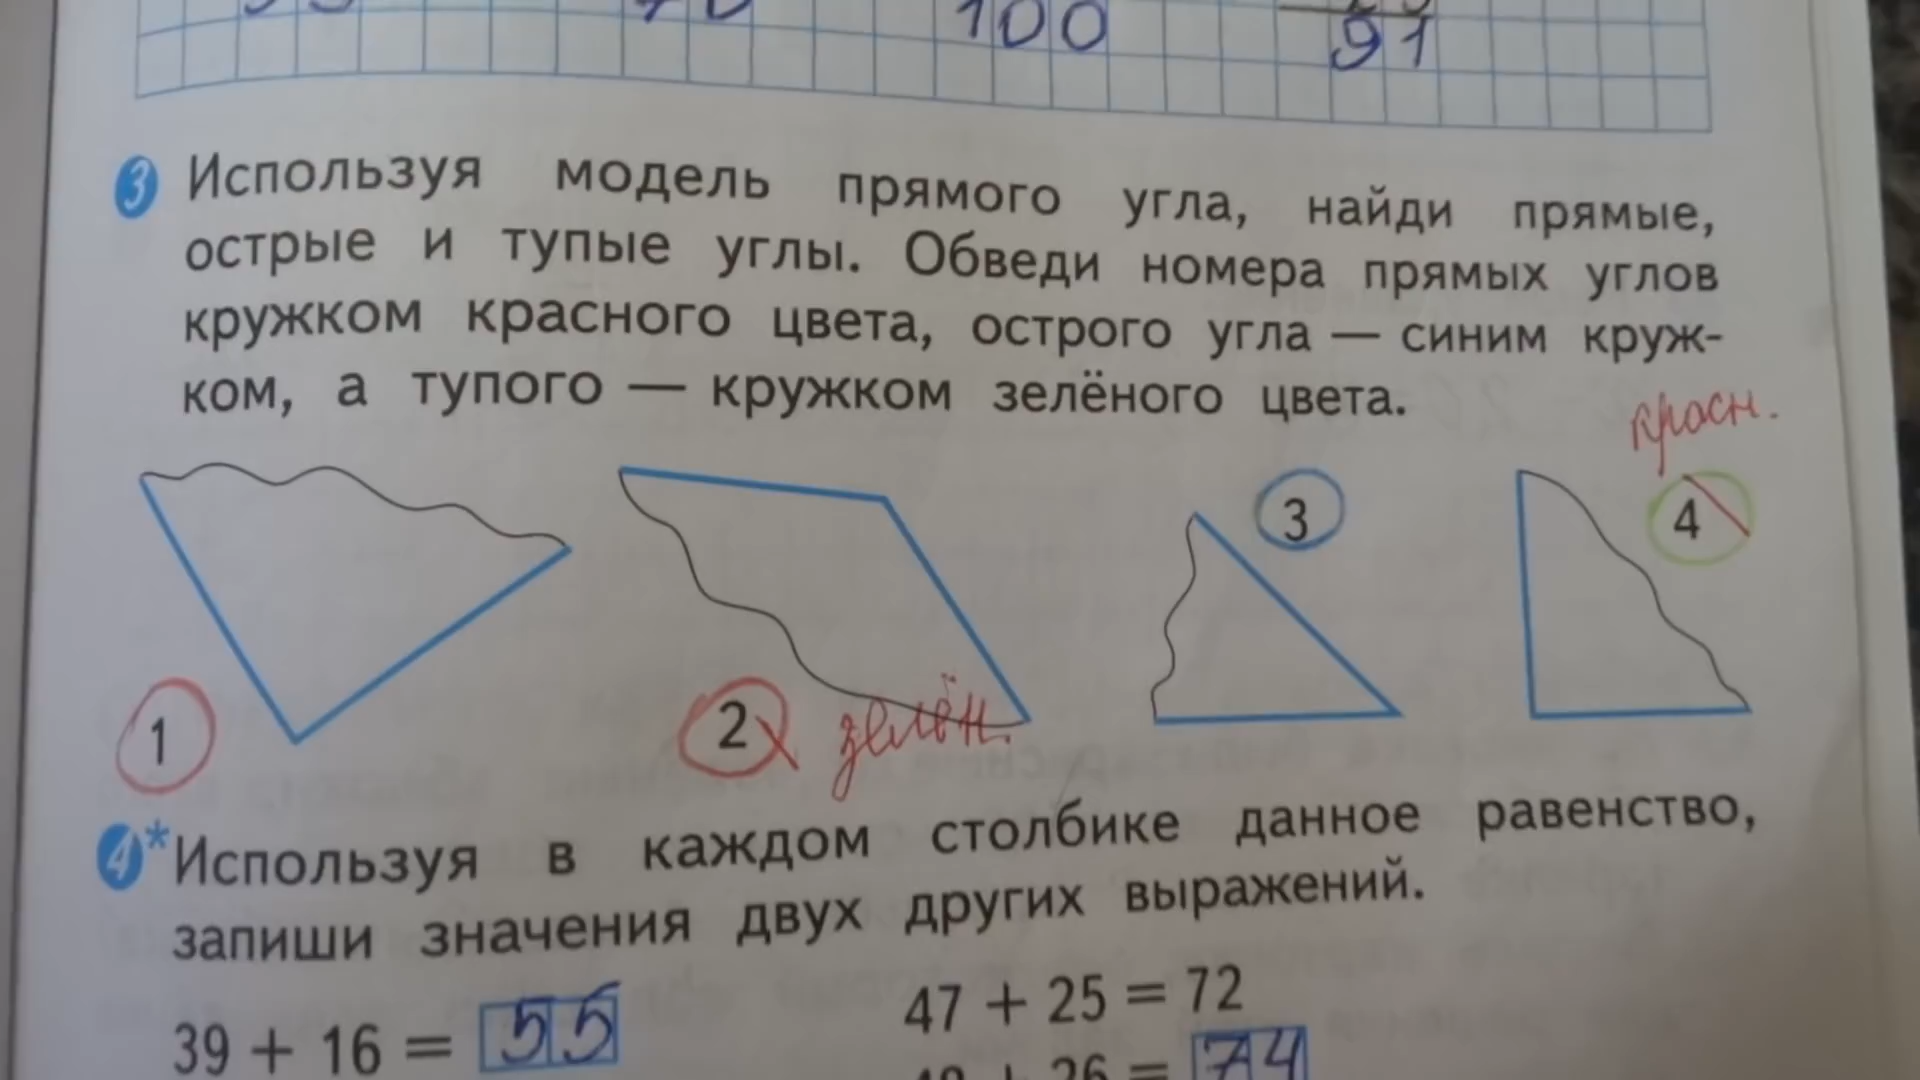 100
91
3 Используя модель прямого угла, найди прямые,
острые и тупые углы. Обведи номера прямых углов
кружком красного цвета, острого угла — синим круж-
ком, а тупого — кружком зелёного цвета.
красн.
3
4
1
2
зелён.
4* Используя в каждом столбике данное равенство,
запиши значения двух других выражений.
47 + 25 = 72
39 + 16 = 55
+ 26 = 74